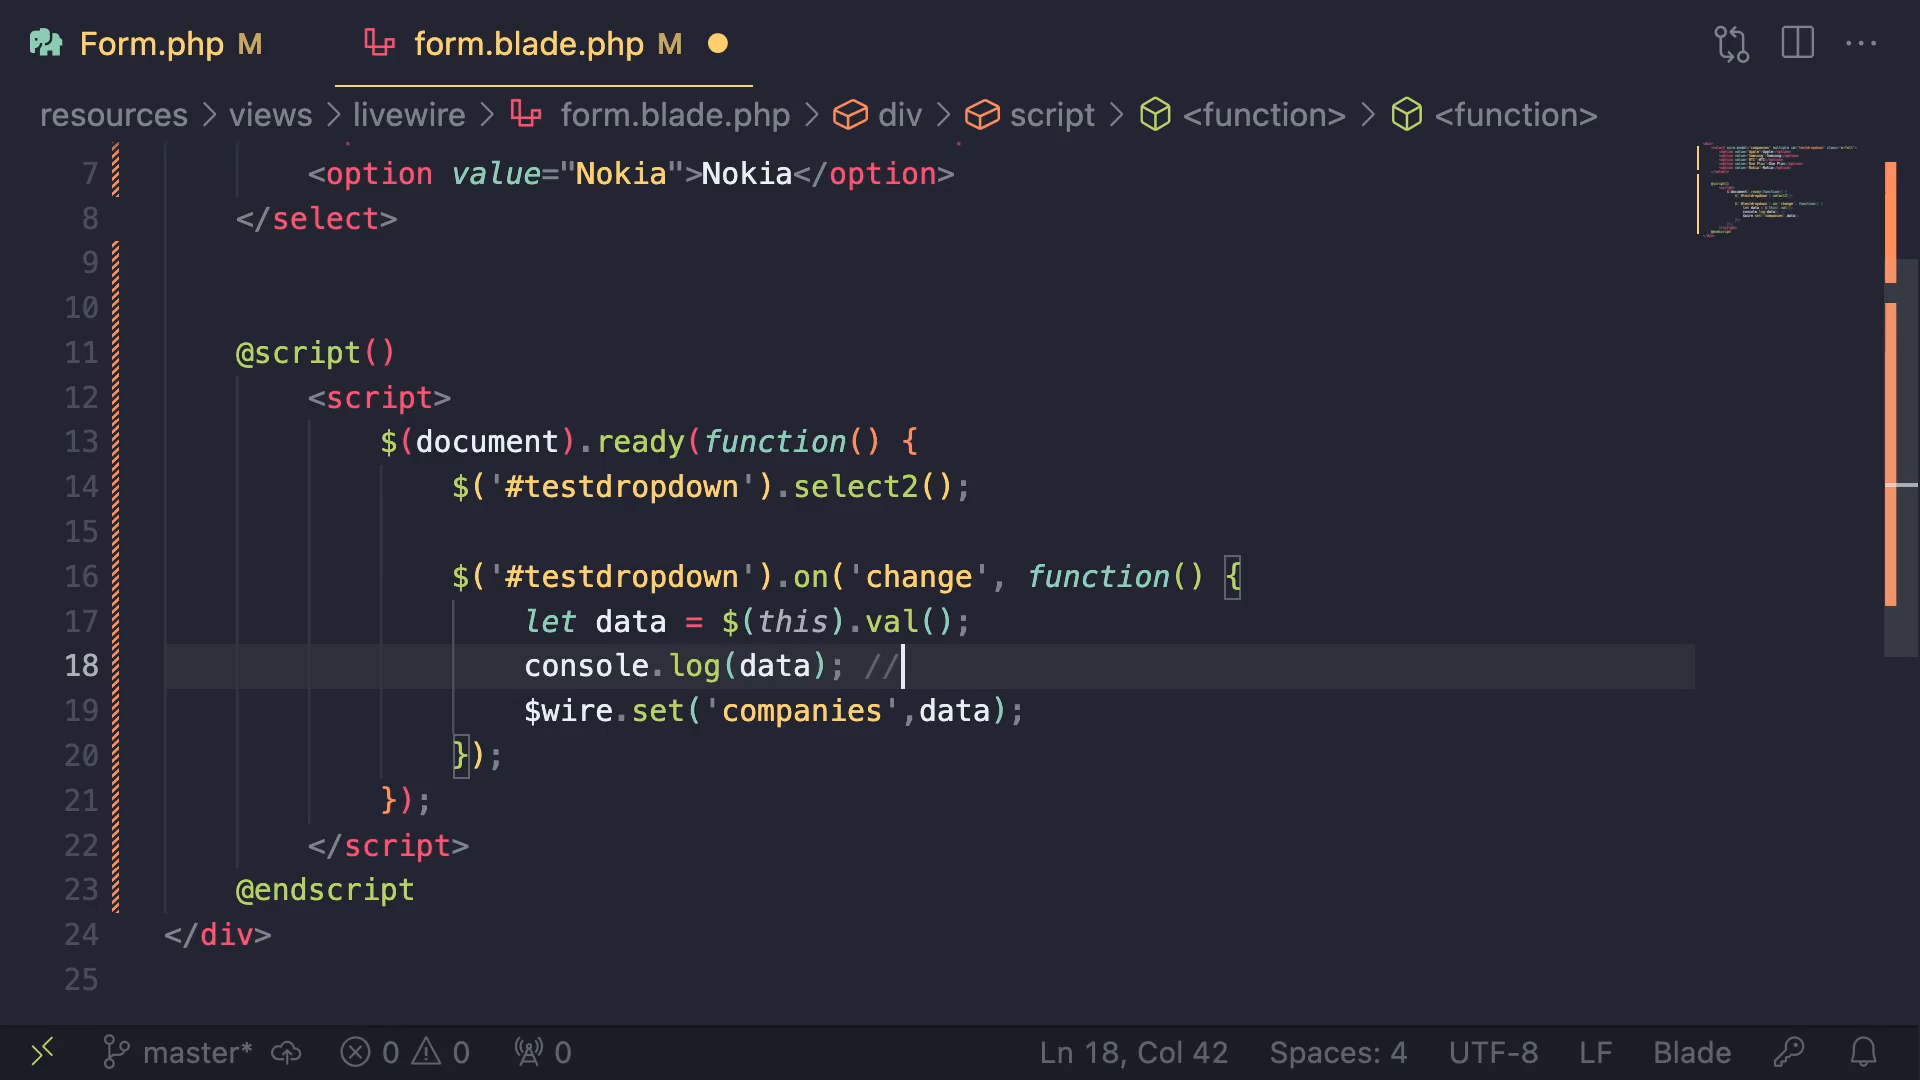 Form.php M form.blade.php M
resources > views > livewire > form.blade.php > div > script > <function> > <function>
7 <option value="Nokia">Nokia</option>
8 </select>
9
10
11 @script()
12 <script>
13 $(document).ready(function() {
14 $('#testdropdown').select2();
15
16 $('#testdropdown').on('change', function() {
17 let data = $(this).val();
18 console.log(data); //
19 $wire.set('companies',data);
20 });
21 });
22 </script>
23 @endscript
24 </div>
25
master* 0 0 0 Ln 18, Col 42 Spaces: 4 UTF-8 LF Blade